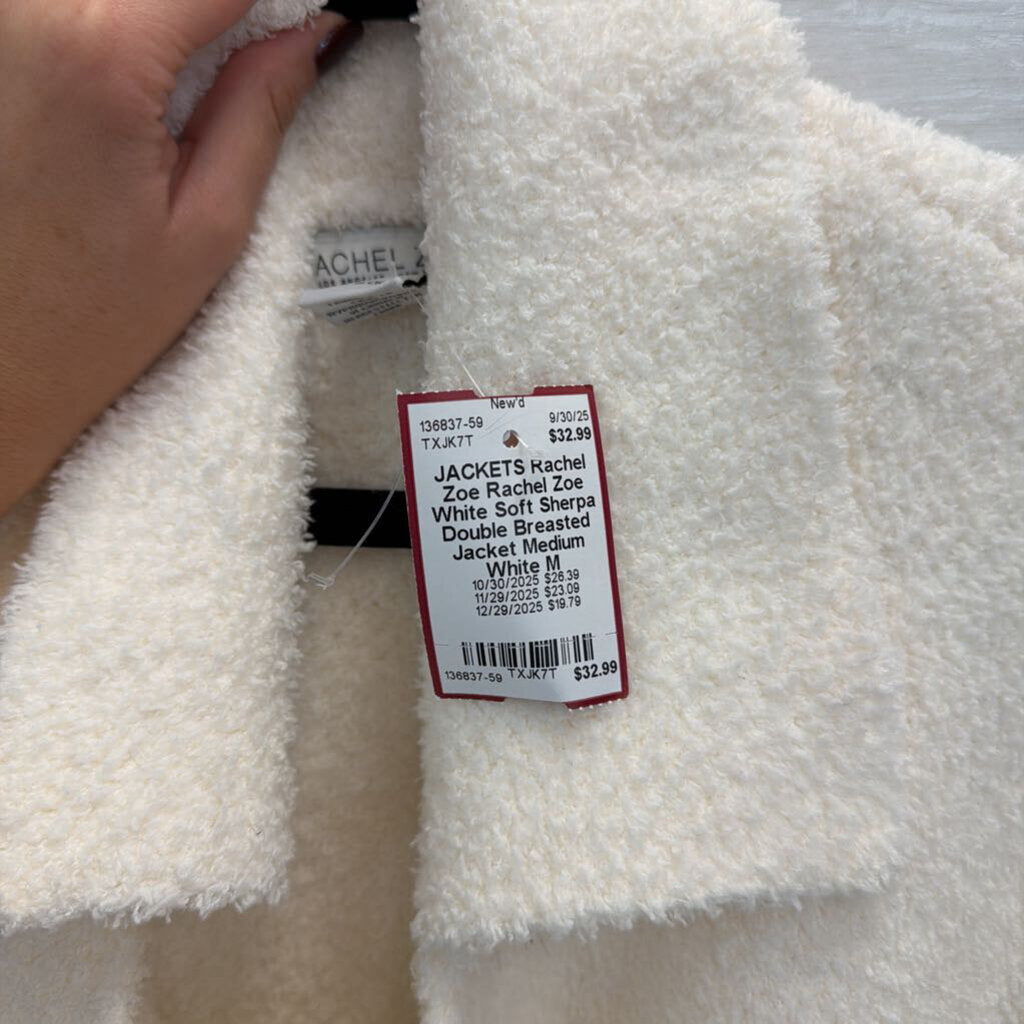 ACHEL
New'd
136837-59 9/30/25
TXJK7T $32.99
JACKETS Rachel
Zoe Rachel Zoe
White Soft Sherpa
Double Breasted
Jacket Medium
White M
10/30/2025 $26.39
11/29/2025 $23.09
12/29/2025 $19.79
136837-59 TXJK7T $32.99